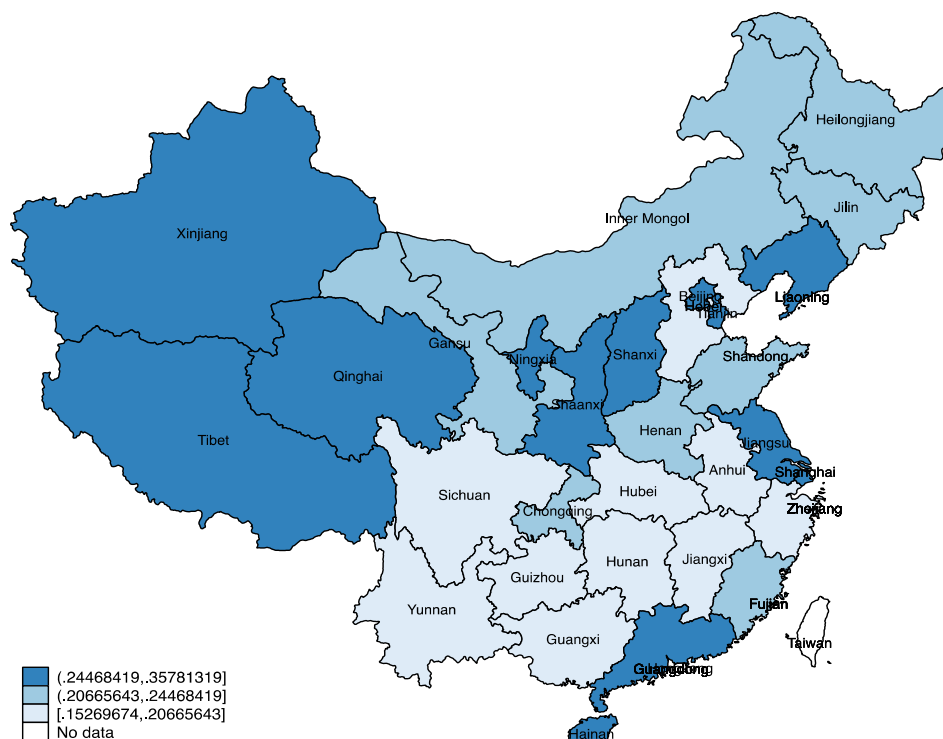 Heilongjiang
Jilin
Inner Mongol
Xinjiang
Beijing
Liaoning
Tianjin
Gansu
Ningxia
Shanxi
Shandong
Qinghai
Shaanxi
Henan
Jiangsu
Tibet
Anhui
Shanghai
Sichuan
Hubei
Chongqing
Zhejiang
Jiangxi
Hunan
Guizhou
Fujian
Yunnan
Guangxi
Taiwan
Guangdong
Hainan
(.24468419,.35781319]
(.20665643,.24468419]
[.15269674,.20665643]
No data